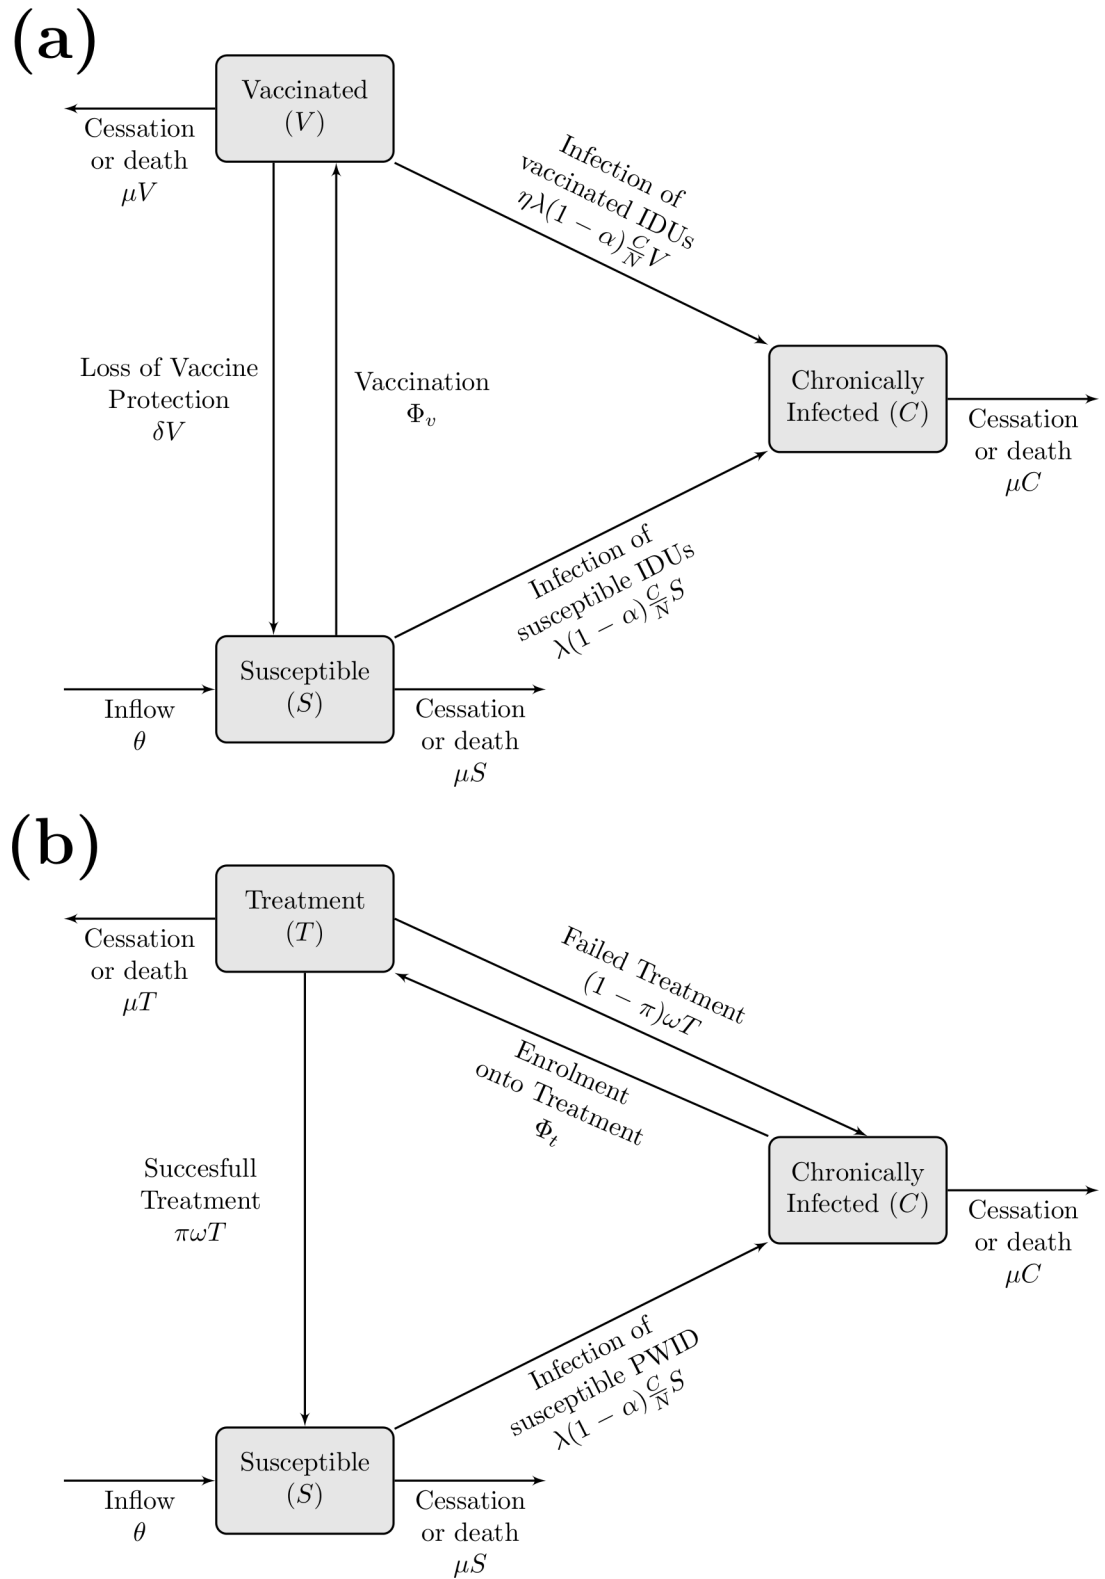 (a)
Vaccinated
(V)
Cessation
or death
μV
Infection of
vaccinated IDUs
ηλ(1 − α)C/N V
Loss of Vaccine
Protection
δV
Vaccination
Φv
Chronically
Infected (C)
Cessation
or death
μC
Infection of
susceptible IDUs
λ(1 − α)C/N S
Susceptible
(S)
Inflow
θ
Cessation
or death
μS
(b)
Treatment
(T)
Cessation
or death
μT
Failed Treatment
(1 − π)ωT
Enrolment
onto Treatment
Φt
Succesfull
Treatment
πωT
Chronically
Infected (C)
Cessation
or death
μC
Infection of
susceptible PWID
λ(1 − α)C/N S
Susceptible
(S)
Inflow
θ
Cessation
or death
μS